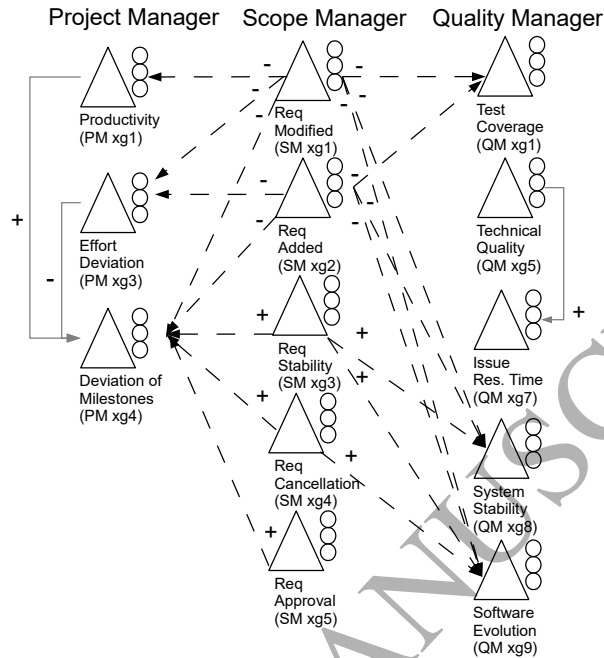 Project Manager Scope Manager Quality Manager
- - -
- - -
Productivity
(PM xg1)
Req
Modified
(SM xg1)
Test
Coverage
(QM xg1)
- - - -
+
Effort
Deviation
(PM xg3)
Req
Added
(SM xg2)
Technical
Quality
(QM xg5)
-
+ + +
Deviation of
Milestones
(PM xg4)
Req
Stability
(SM xg3)
Issue
Res. Time
(QM xg7)
+ +
Req
Cancellation
(SM xg4)
+
System
Stability
(QM xg8)
+
Req
Approval
(SM xg5)
Software
Evolution
(QM xg9)
ANUSC